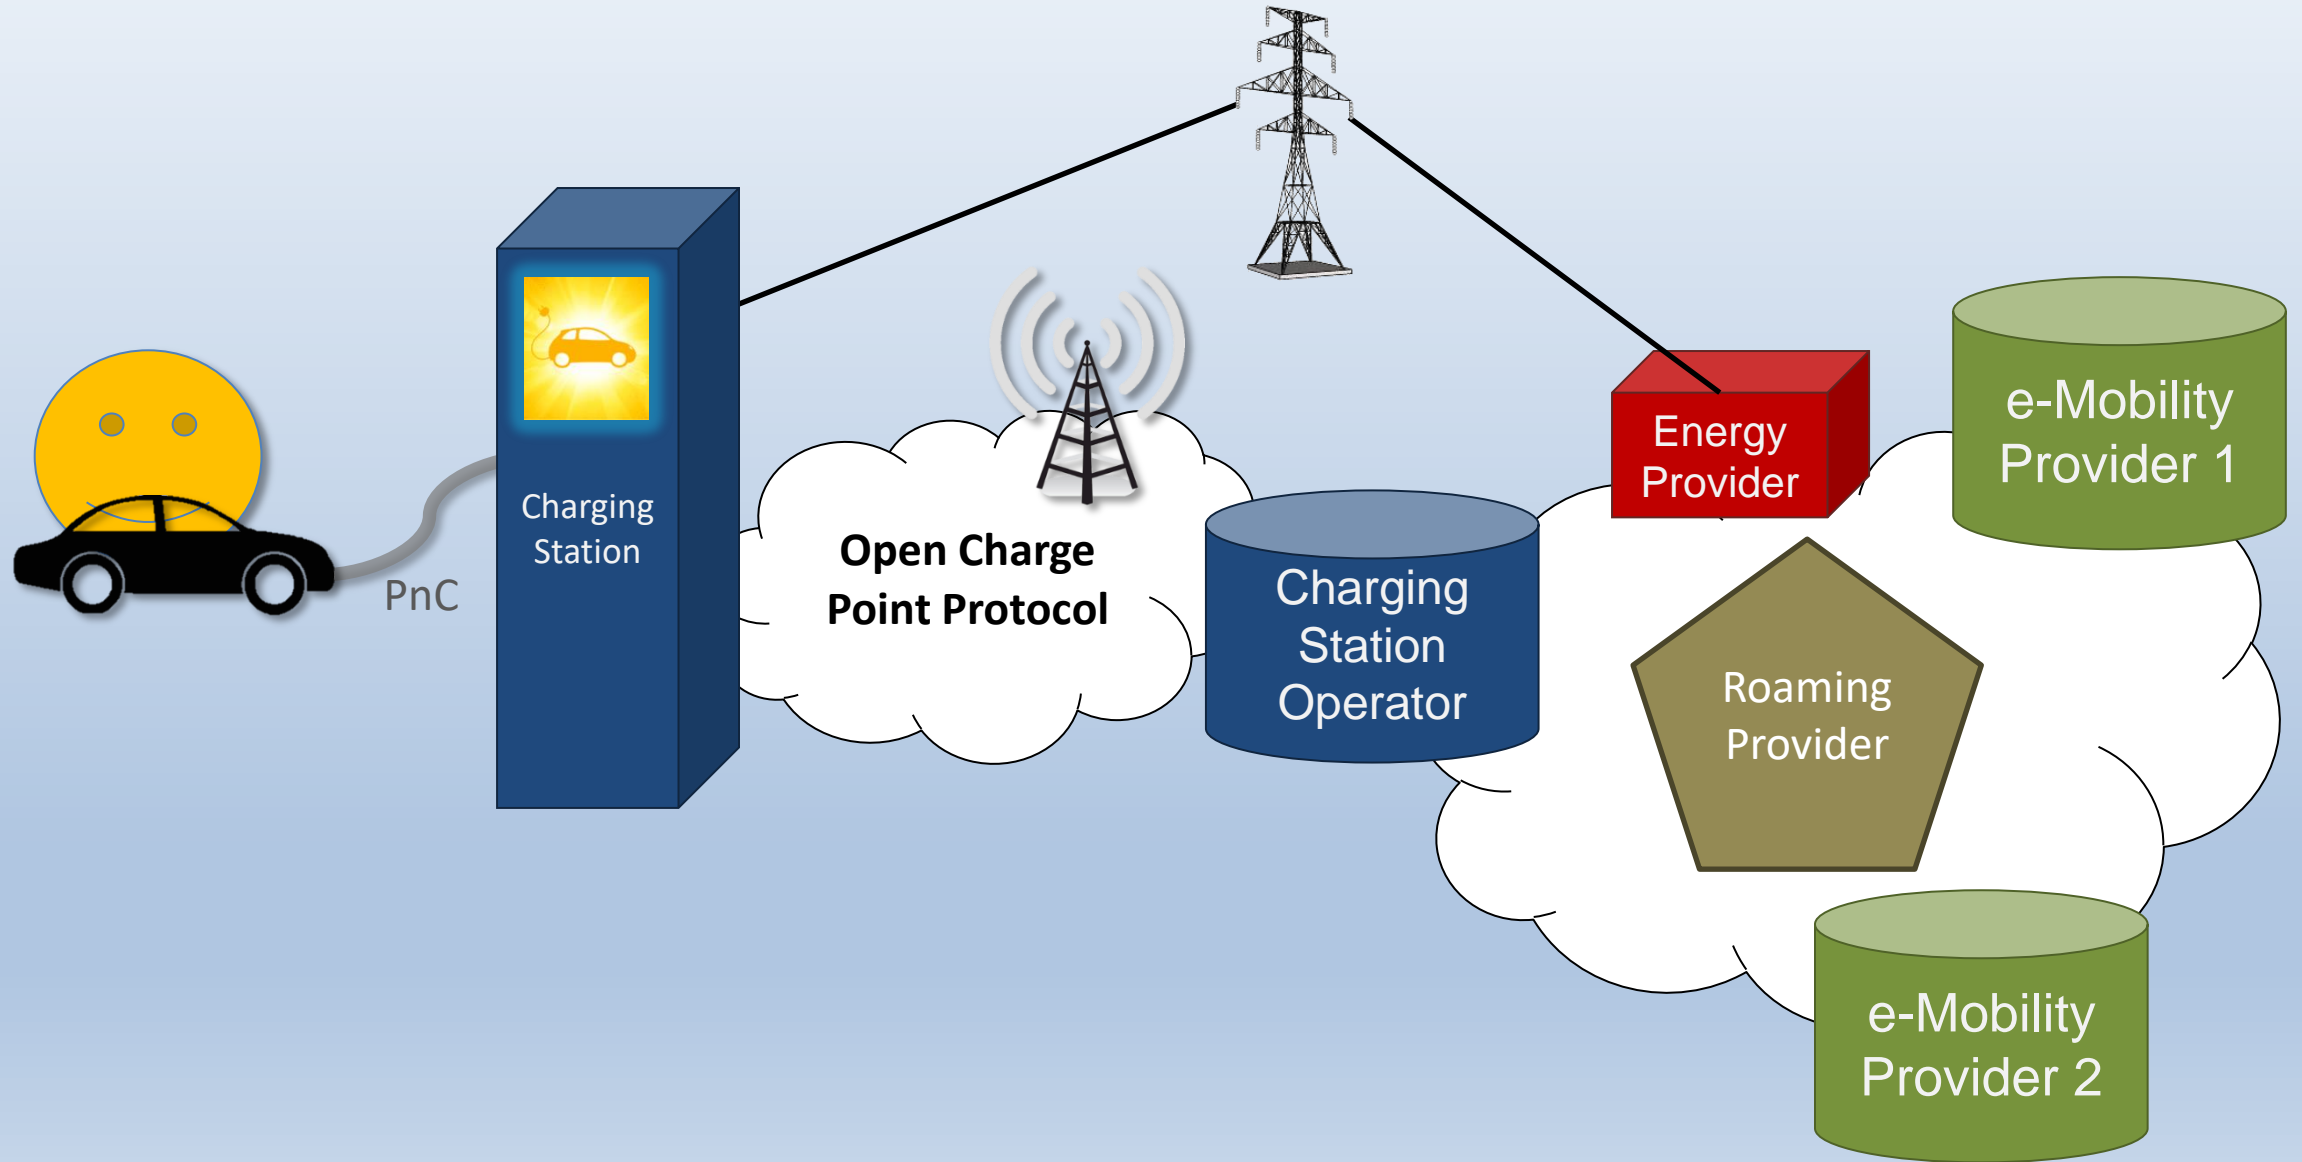 PnC
Charging
Station
Open Charge
Point Protocol
Charging
Station
Operator
Energy
Provider
e-Mobility
Provider 1
Roaming
Provider
e-Mobility
Provider 2